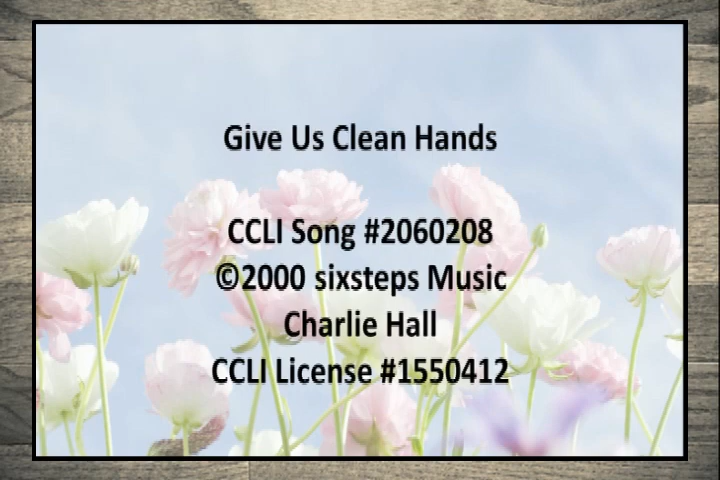 Give Us Clean Hands
CCLI Song #2060208
©2000 sixsteps Music
Charlie Hall
CCLI License #1550412